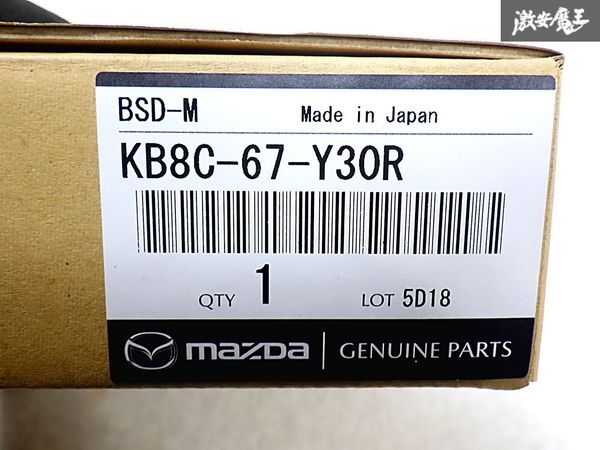 激安魔王
BSD-M Made in Japan
KB8C-67-Y30R
QTY 1 LOT 5D18
mazda GENUINE PARTS